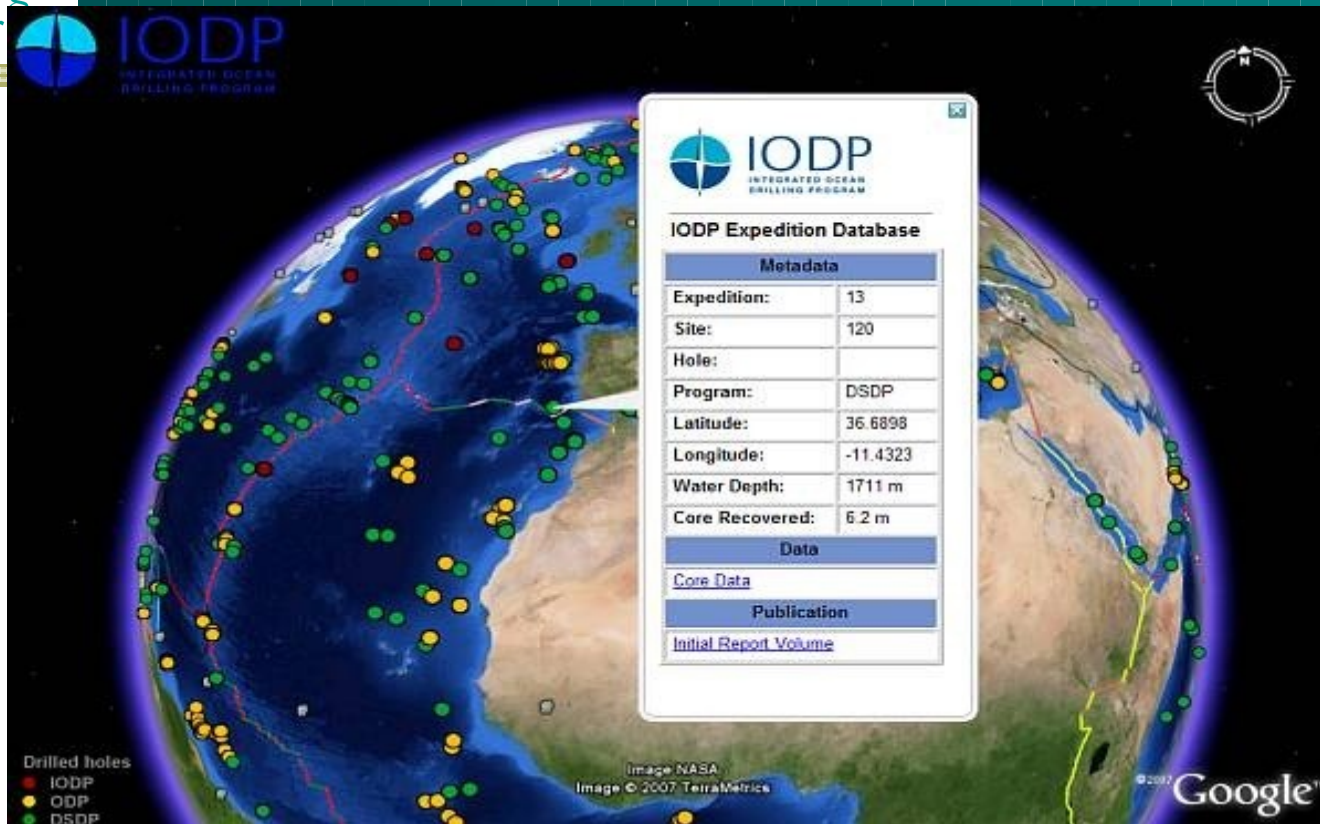 IODP
INTEGRATED OCEAN
DRILLING PROGRAM
N
IODP
INTEGRATED OCEAN
DRILLING PROGRAM
IODP Expedition Database
Metadata
Expedition: 13
Site: 120
Hole:
Program: DSDP
Latitude: 36.6898
Longitude: -11.4323
Water Depth: 1711 m
Core Recovered: 6.2 m
Data
Core Data
Publication
Initial Report Volume
Drilled holes
IODP
ODP
DSDP
Image NASA
Image © 2007 TerraMetrics
©2007 Google™